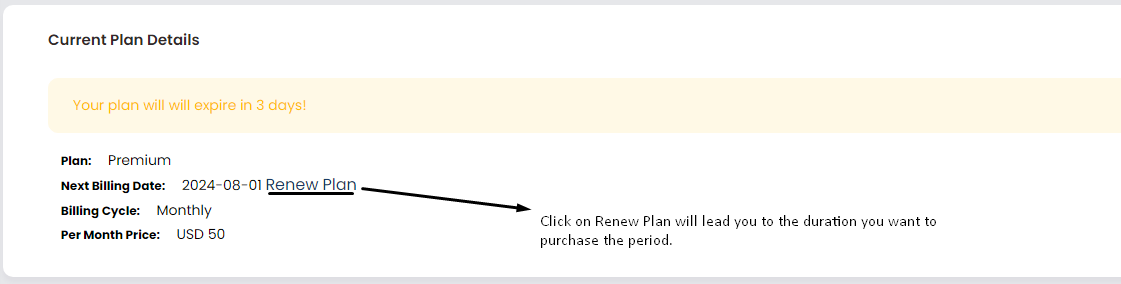 Current Plan Details
Your plan will will expire in 3 days!
Plan: Premium
Next Billing Date: 2024-08-01 Renew Plan
Billing Cycle: Monthly
Per Month Price: USD 50
Click on Renew Plan will lead you to the duration you want to
purchase the period.